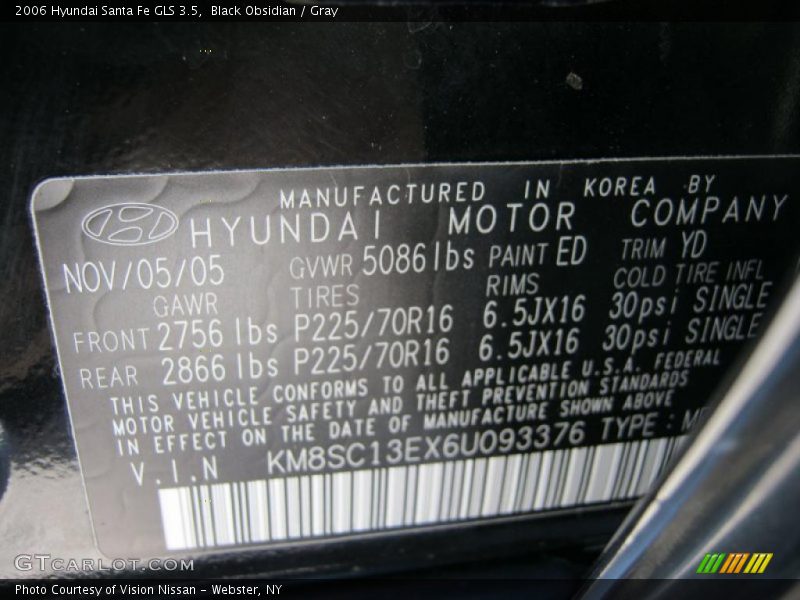 2006 Hyundai Santa Fe GLS 3.5, Black Obsidian / Gray
MANUFACTURED IN KOREA BY
HYUNDAI MOTOR COMPANY
NOV/05/05 GVWR 5086 lbs PAINT ED TRIM YD
GAWR TIRES RIMS COLD TIRE INFL
FRONT 2756 lbs P225/70R16 6.5JX16 30psi SINGLE
REAR 2866 lbs P225/70R16 6.5JX16 30psi SINGLE
THIS VEHICLE CONFORMS TO ALL APPLICABLE U.S.A. FEDERAL
MOTOR VEHICLE SAFETY AND THEFT PREVENTION STANDARDS
IN EFFECT ON THE DATE OF MANUFACTURE SHOWN ABOVE
V.I.N KM8SC13EX6U093376 TYPE :
GTCARLOT.COM
Photo Courtesy of Vision Nissan - Webster, NY